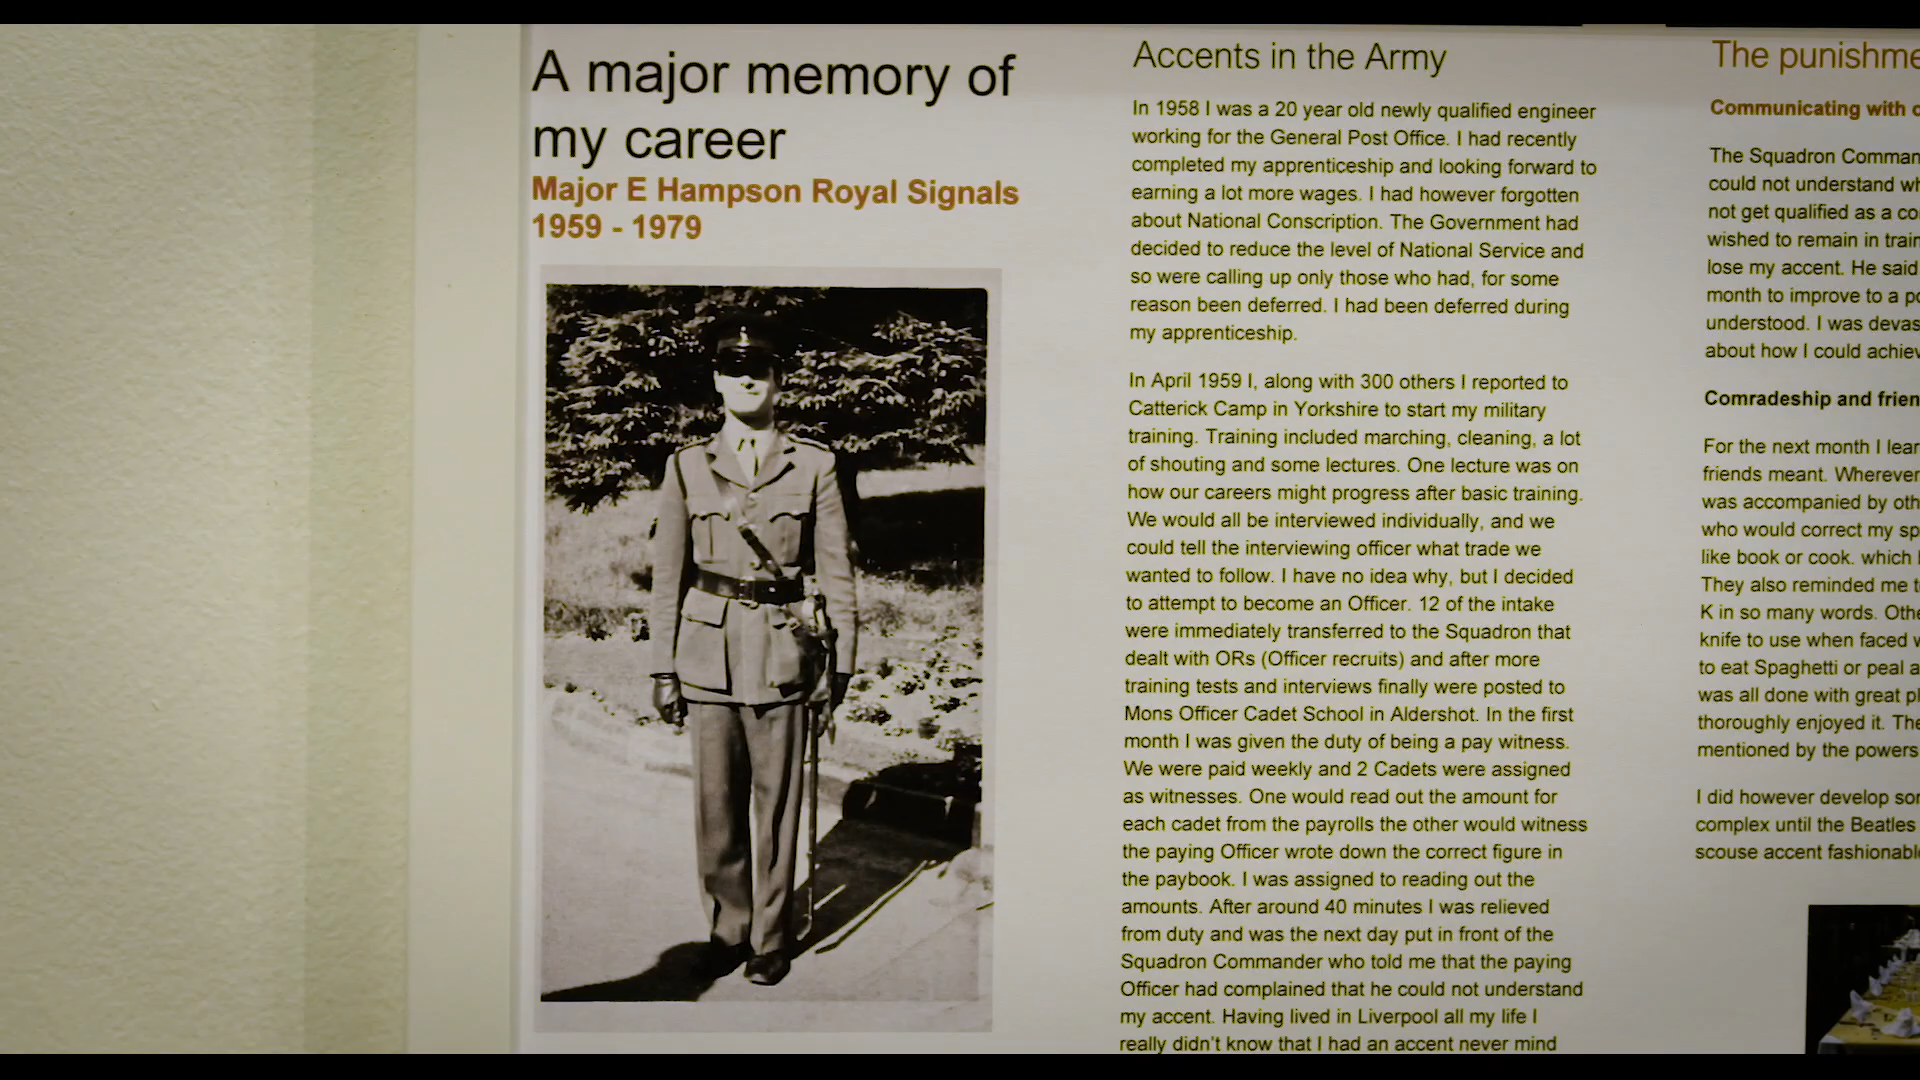 A major memory of
my career
Major E Hampson Royal Signals
1959 - 1979
Accents in the Army
In 1958 I was a 20 year old newly qualified engineer
working for the General Post Office. I had recently
completed my apprenticeship and looking forward to
earning a lot more wages. I had however forgotten
about National Conscription. The Government had
decided to reduce the level of National Service and
so were calling up only those who had, for some
reason been deferred. I had been deferred during
my apprenticeship.
In April 1959 I, along with 300 others I reported to
Catterick Camp in Yorkshire to start my military
training. Training included marching, cleaning, a lot
of shouting and some lectures. One lecture was on
how our careers might progress after basic training.
We would all be interviewed individually, and we
could tell the interviewing officer what trade we
wanted to follow. I have no idea why, but I decided
to attempt to become an Officer. 12 of the intake
were immediately transferred to the Squadron that
dealt with ORs (Officer recruits) and after more
training tests and interviews finally were posted to
Mons Officer Cadet School in Aldershot. In the first
month I was given the duty of being a pay witness.
We were paid weekly and 2 Cadets were assigned
as witnesses. One would read out the amount for
each cadet from the payrolls the other would witness
the paying Officer wrote down the correct figure in
the paybook. I was assigned to reading out the
amounts. After around 40 minutes I was relieved
from duty and was the next day put in front of the
Squadron Commander who told me that the paying
Officer had complained that he could not understand
my accent. Having lived in Liverpool all my life I
really didn't know that I had an accent never mind
The
Communicating with
The Squadron
could not understand
not get qualified as a
wished to remain in
lose my accent. He said
month to improve to a
understood. I was
about how I could
Comradeship and
For the next month I
friends meant. Wherever
was accompanied by
who would correct my
like book or cook. which
They also reminded me
K in so many words.
knife to use when faced
to eat Spaghetti or peal
was all done with great
thoroughly enjoyed it.
mentioned by the powers
I did however develop
complex until the Beatles
scouse accent